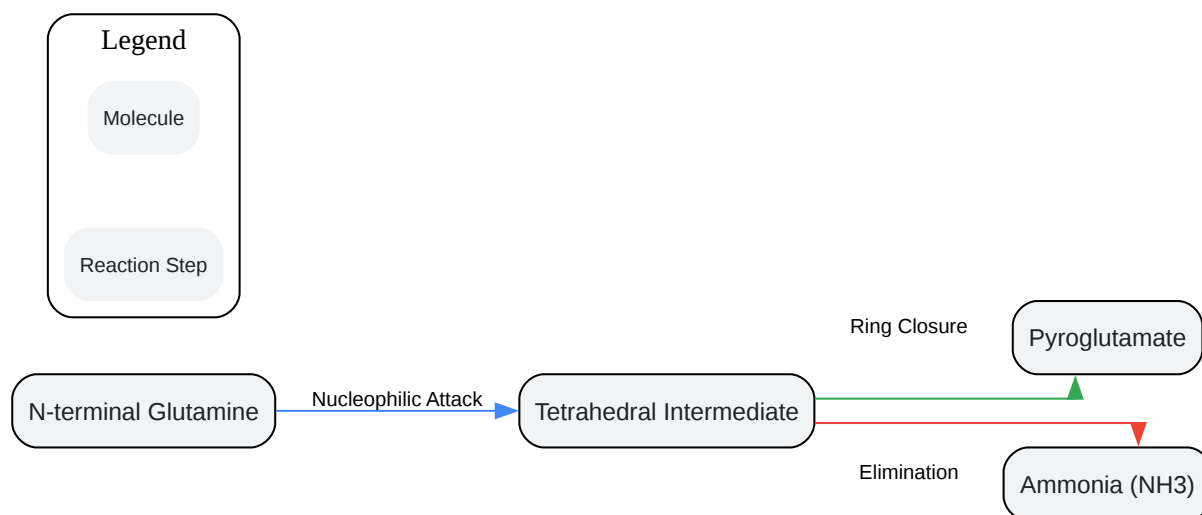 Legend
Molecule
Reaction Step
Ring Closure
Pyroglutamate
N-terminal Glutamine
Nucleophilic Attack
Tetrahedral Intermediate
Elimination
Ammonia (NH3)